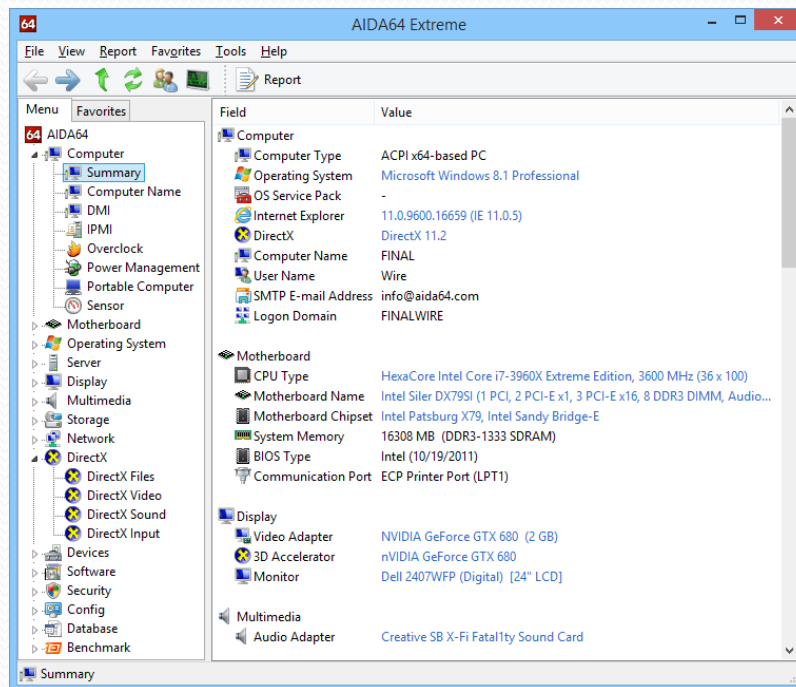 64 AIDA64 Extreme
File View Report Favorites Tools Help
Report
Menu Favorites
64 AIDA64
Computer
Summary
Computer Name
DMI
IPMI
Overclock
Power Management
Portable Computer
Sensor
Motherboard
Operating System
Server
Display
Multimedia
Storage
Network
DirectX
DirectX Files
DirectX Video
DirectX Sound
DirectX Input
Devices
Software
Security
Config
Database
Benchmark
Field Value
Computer
Computer Type ACPI x64-based PC
Operating System Microsoft Windows 8.1 Professional
OS Service Pack -
Internet Explorer 11.0.9600.16659 (IE 11.0.5)
DirectX DirectX 11.2
Computer Name FINAL
User Name Wire
SMTP E-mail Address info@aida64.com
Logon Domain FINALWIRE
Motherboard
CPU Type HexaCore Intel Core i7-3960X Extreme Edition, 3600 MHz (36 x 100)
Motherboard Name Intel Siler DX79SI (1 PCI, 2 PCI-E x1, 3 PCI-E x16, 8 DDR3 DIMM, Audio...
Motherboard Chipset Intel Patsburg X79, Intel Sandy Bridge-E
System Memory 16308 MB (DDR3-1333 SDRAM)
BIOS Type Intel (10/19/2011)
Communication Port ECP Printer Port (LPT1)
Display
Video Adapter NVIDIA GeForce GTX 680 (2 GB)
3D Accelerator nVIDIA GeForce GTX 680
Monitor Dell 2407WFP (Digital) [24" LCD]
Multimedia
Audio Adapter Creative SB X-Fi Fatal1ty Sound Card
Summary